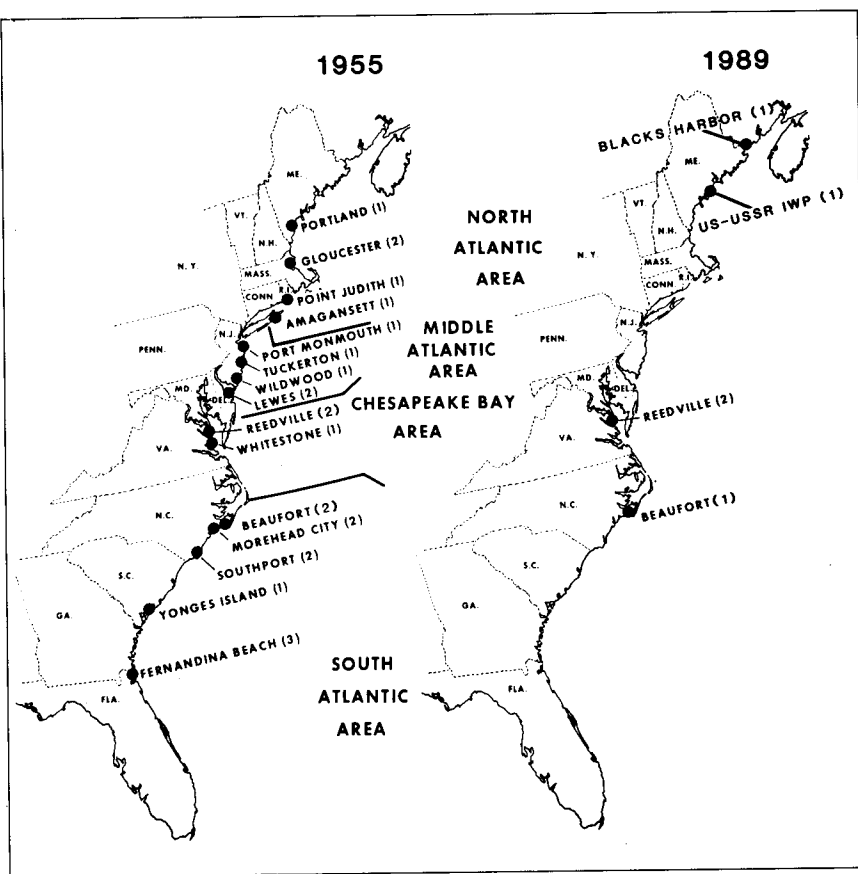 1955
ME.
VT.
N.H.
PORTLAND (1)
GLOUCESTER (2)
N.Y.
MASS.
CONN.
R.I.
POINT JUDITH (1)
AMAGANSETT (1)
N.J.
PENN.
PORT MONMOUTH (1)
TUCKERTON (1)
WILDWOOD (1)
LEWES (2)
MD.
DEL.
REEDVILLE (2)
WHITESTONE (1)
VA.
N.C.
BEAUFORT (2)
MOREHEAD CITY (2)
SOUTHPORT (2)
S.C.
YONGES ISLAND (1)
GA.
FERNANDINA BEACH (3)
FLA.
NORTH
ATLANTIC
AREA
MIDDLE
ATLANTIC
AREA
CHESAPEAKE BAY
AREA
SOUTH
ATLANTIC
AREA
1989
BLACKS HARBOR (1)
ME.
US-USSR IWP (1)
VT.
N.H.
N.Y.
MASS.
CONN.
R.I.
N.J.
PENN.
MD.
DEL.
REEDVILLE (2)
VA.
N.C.
BEAUFORT (1)
S.C.
GA.
FLA.